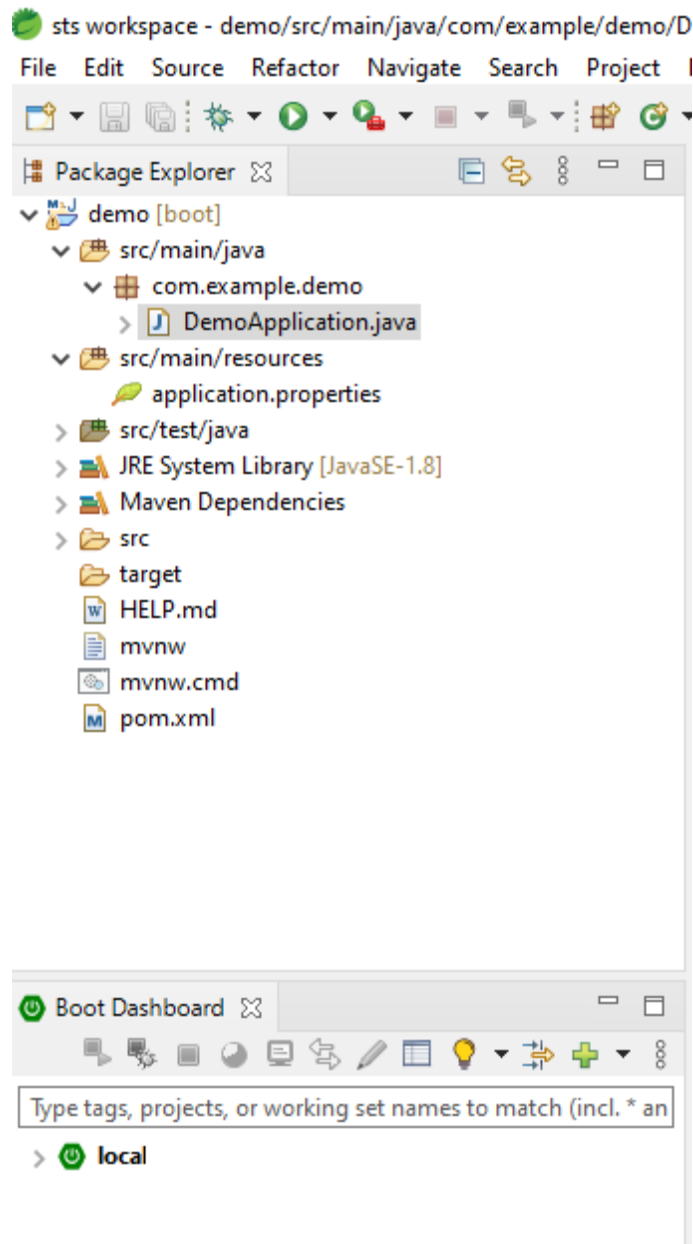 sts workspace - demo/src/main/java/com/example/demo/D
File Edit Source Refactor Navigate Search Project
Package Explorer
demo [boot]
src/main/java
com.example.demo
DemoApplication.java
src/main/resources
application.properties
src/test/java
JRE System Library [JavaSE-1.8]
Maven Dependencies
src
target
HELP.md
mvnw
mvnw.cmd
pom.xml
Boot Dashboard
Type tags, projects, or working set names to match (incl. * an
local